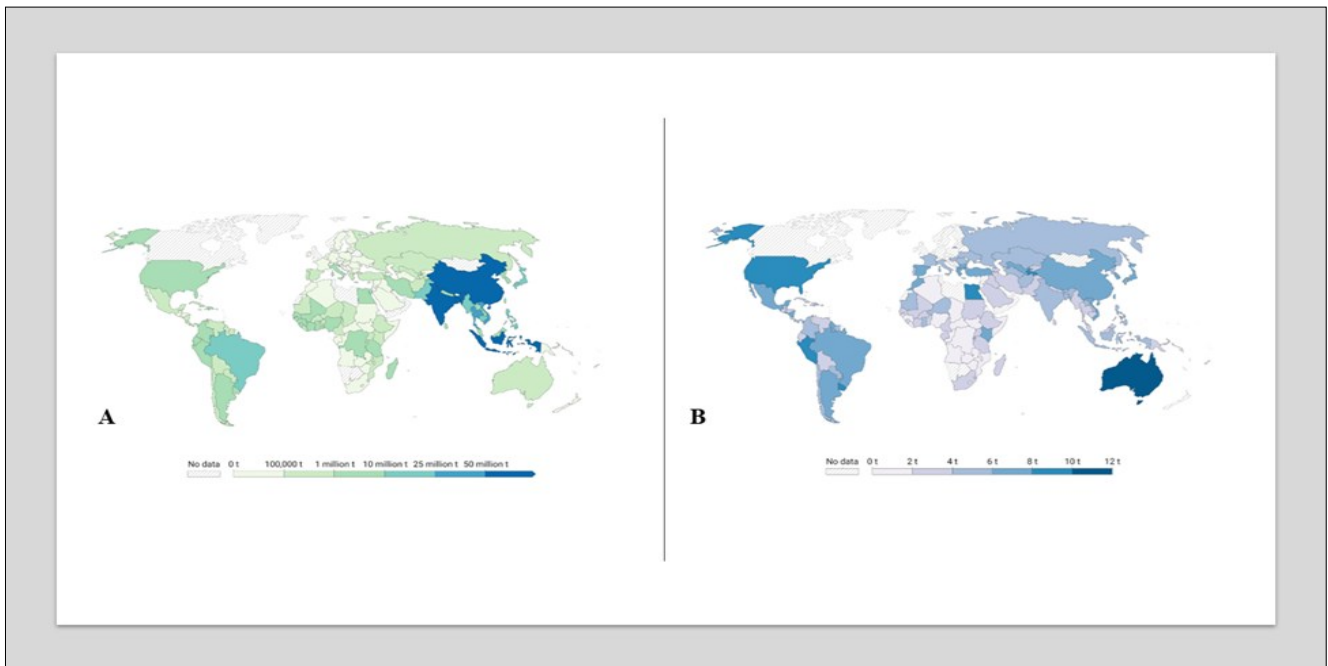 A
No data 0 t 100,000 t 1 million t 10 million t 25 million t 50 million t
B
No data 0 t 2 t 4 t 6 t 8 t 10 t 12 t